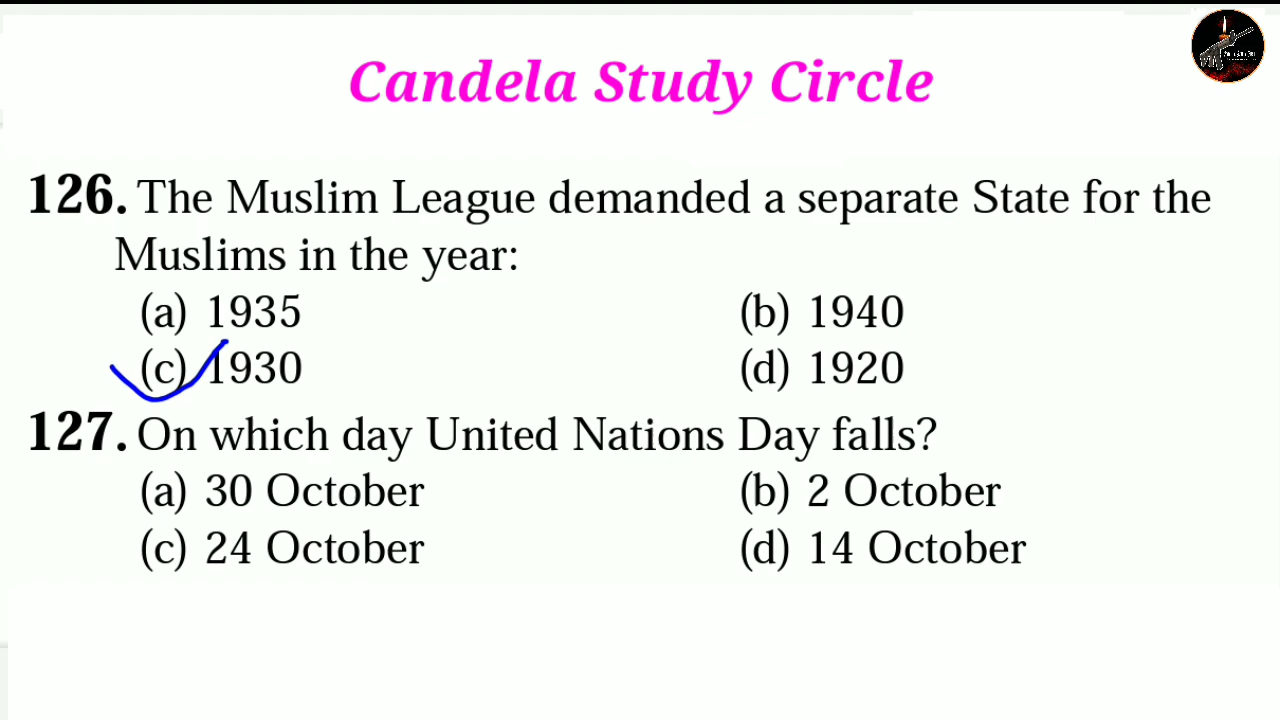 Candela Study Circle
126. The Muslim League demanded a separate State for the
Muslims in the year:
(a) 1935 (b) 1940
(c) 1930 (d) 1920
127. On which day United Nations Day falls?
(a) 30 October (b) 2 October
(c) 24 October (d) 14 October